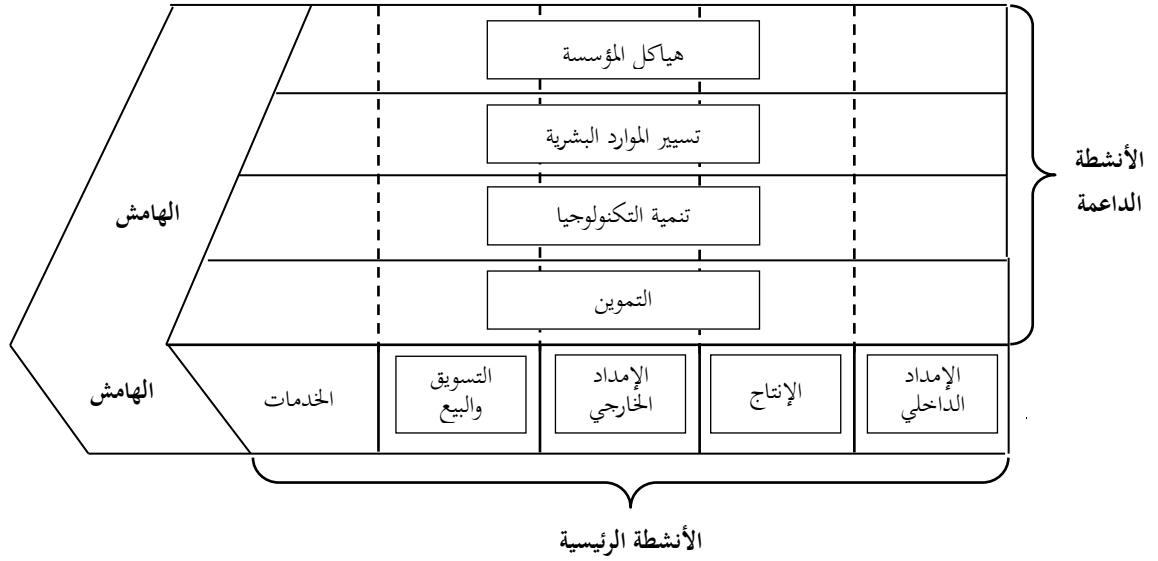 هياكل المؤسسة
تسيير الموارد البشرية
تنمية التكنولوجيا
التموين
الأنشطة
الداعمة
الهامش
الإمداد
الداخلي
الإنتاج
الإمداد
الخارجي
التسويق
والبيع
الخدمات
الهامش
الأنشطة الرئيسية